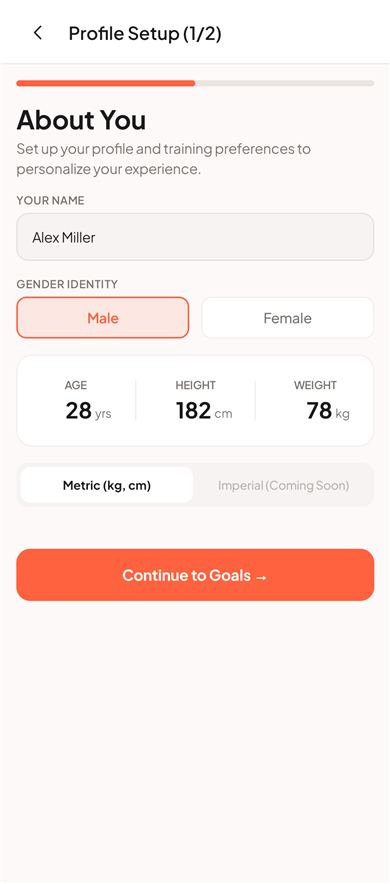 Profile Setup (1/2)
About You
Set up your profile and training preferences to
personalize your experience.
YOUR NAME
Alex Miller
GENDER IDENTITY
Male Female
AGE HEIGHT WEIGHT
28 yrs 182 cm 78 kg
Metric (kg, cm) Imperial (Coming Soon)
Continue to Goals →